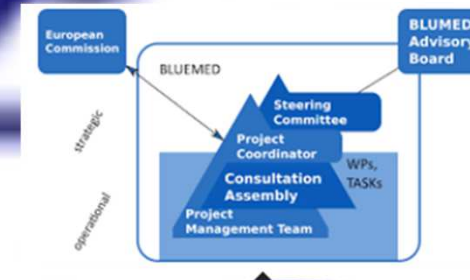 European
Commission
BLUMED
Advisory
Board
BLUEMED
Steering
Committee
strategic
Project
Coordinator
WPs,
TASKs
Consultation
Assembly
operational
Project
Management Team